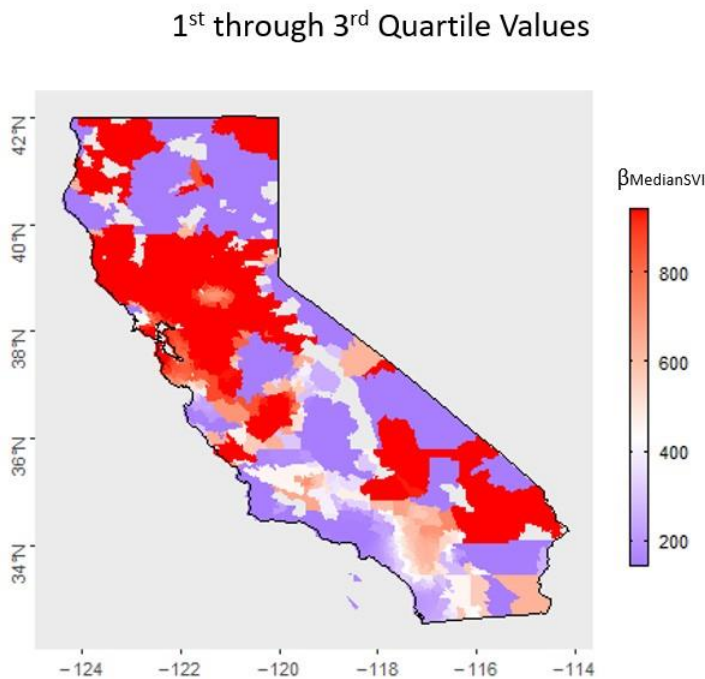 1st through 3rd Quartile Values
42°N
40°N
38°N
36°N
34°N
−124
−122
−120
−118
−116
−114
βMedianSVI
800
600
400
200